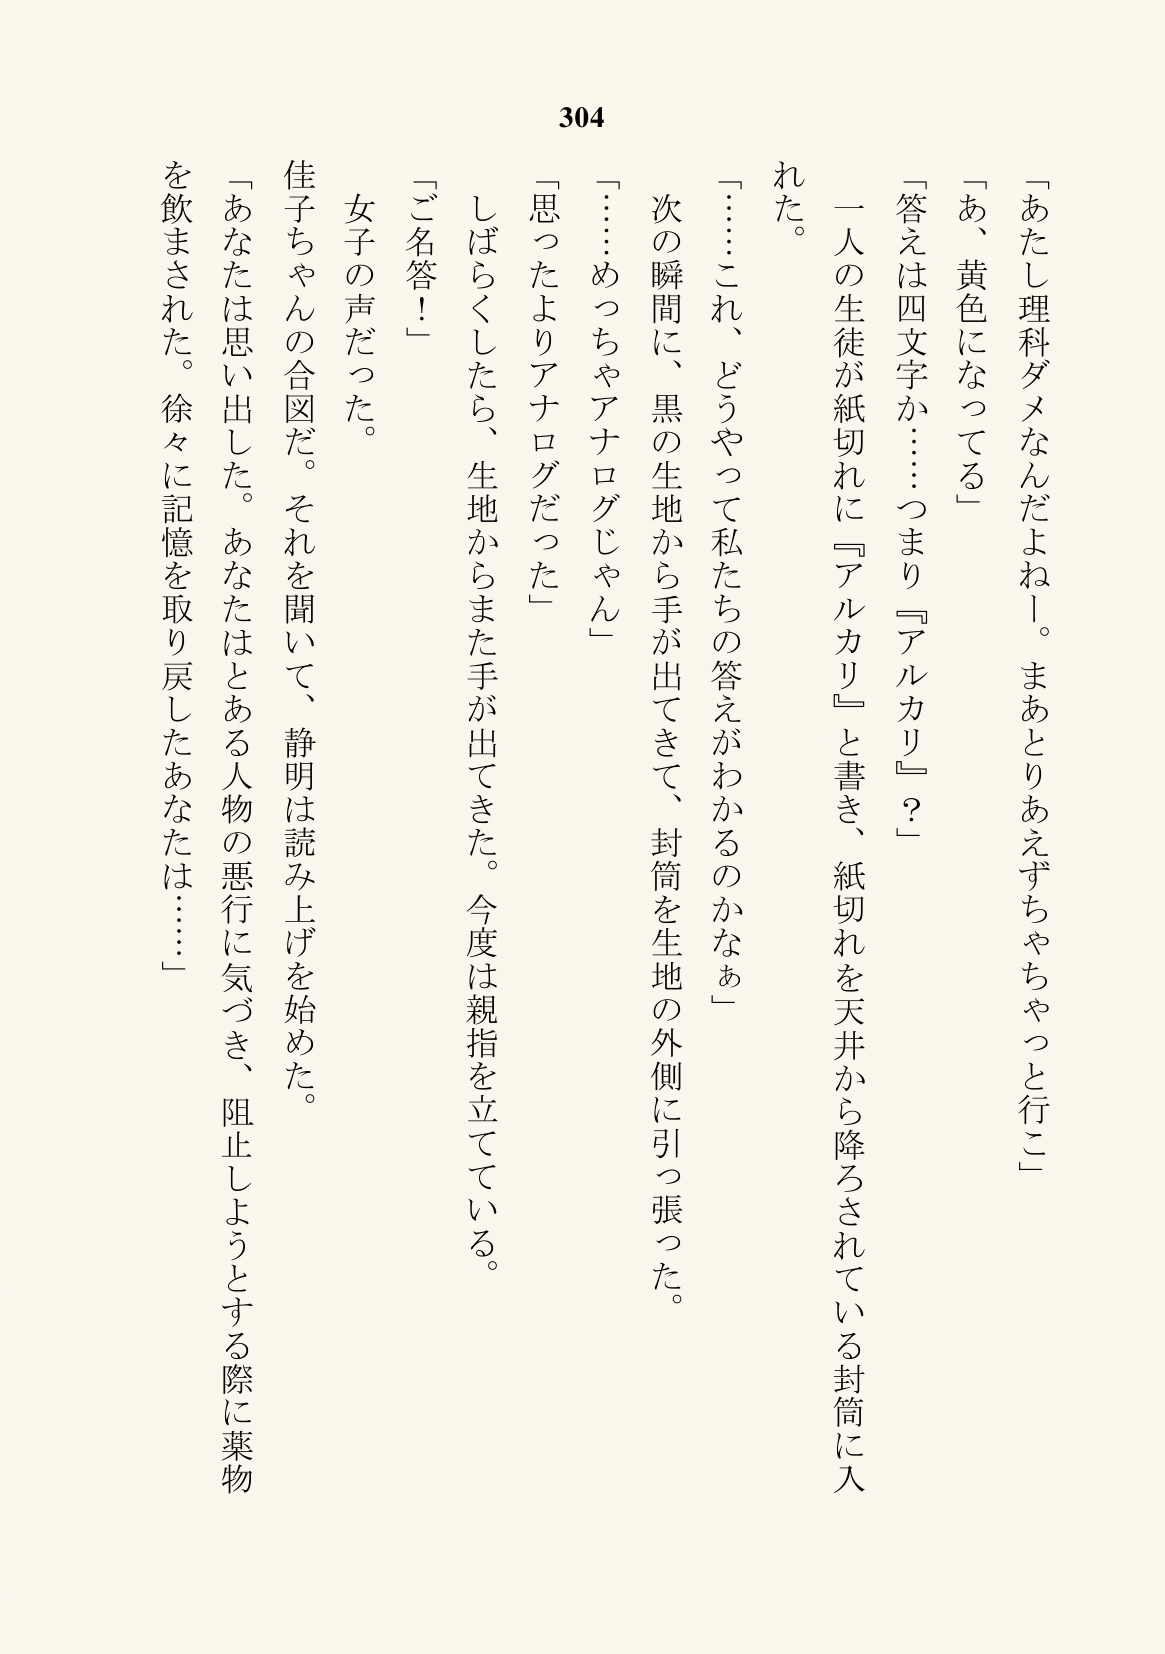 304
「あたし理科ダメなんだよねー。まあとりあえずちゃちゃっと行こ」
「あ、黄色になってる」
「答えは四文字か……つまり『アルカリ』？」
　一人の生徒が紙切れに『アルカリ』と書き、紙切れを天井から降ろされている封筒に入
れた。
「……これ、どうやって私たちの答えがわかるのかなぁ」
　次の瞬間に、黒の生地から手が出てきて、封筒を生地の外側に引っ張った。
「……めっちゃアナログじゃん」
「思ったよりアナログだった」
　しばらくしたら、生地からまた手が出てきた。今度は親指を立てている。
「ご名答！」
　女子の声だった。
佳子ちゃんの合図だ。それを聞いて、静明は読み上げを始めた。
「あなたは思い出した。あなたはとある人物の悪行に気づき、阻止しようとする際に薬物
を飲まされた。徐々に記憶を取り戻したあなたは……」